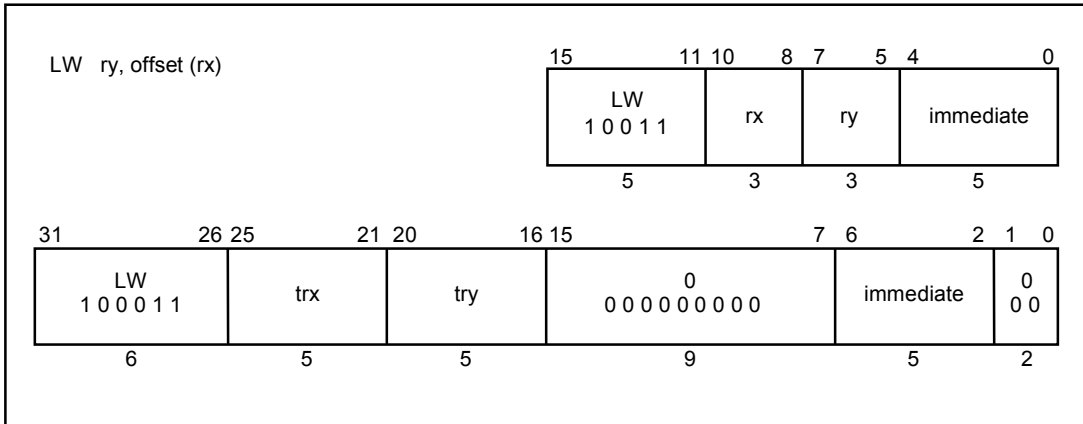 LW ry, offset (rx)
15 11 10 8 7 5 4 0
LW rx ry immediate
1 0 0 1 1
5 3 3 5
31 26 25 21 20 16 15 7 6 2 1 0
LW trx try 0 immediate 0
1 0 0 0 1 1 0 0 0 0 0 0 0 0 0 0 0
6 5 5 9 5 2